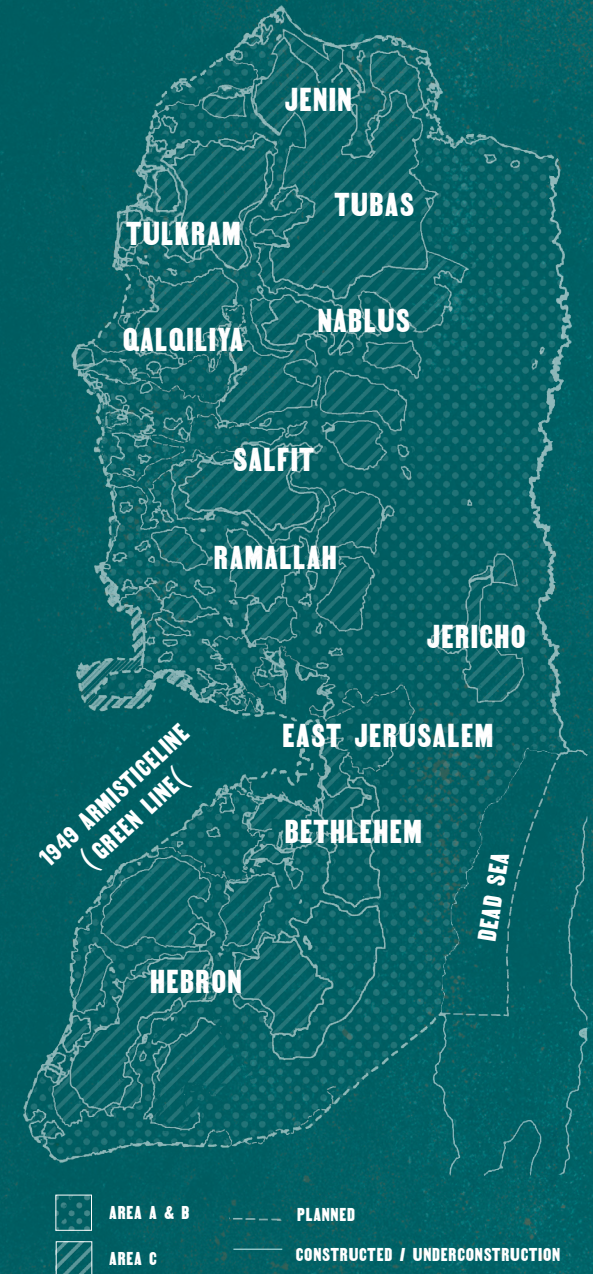 JENIN
TUBAS
TULKRAM
NABLUS
QALQILIYA
SALFIT
RAMALLAH
JERICHO
EAST JERUSALEM
1949 ARMISTICELINE
(GREEN LINE(
BETHLEHEM
DEAD SEA
HEBRON
AREA A & B
PLANNED
AREA C
CONSTRUCTED / UNDERCONSTRUCTION